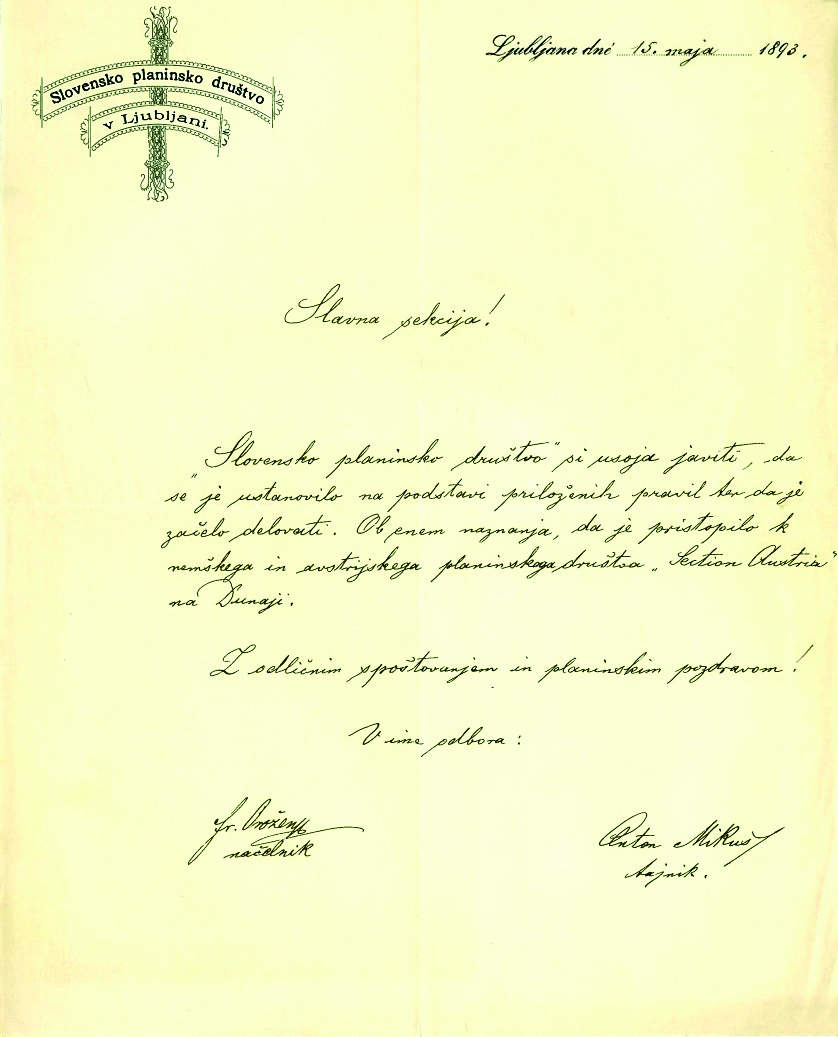 Slovensko planinsko društvo
v Ljubljani.
Ljubljana dné 15. maja 1893.
Slavna sekcija!
„Slovensko planinsko društvo“ si usoja javiti, da
se je ustanovilo na podstavi priloženih pravil ter da je
začelo delovati. Ob enem naznanja, da je pristopilo k
nemškega in avstrijskega planinskega društva „Section Austria“
na Dunaji.
Z odličnim spoštovanjem in planinskim pozdravom!
V ime odbora:
Fr. Orožen
načelnik
Anton Mikuš
tajnik.